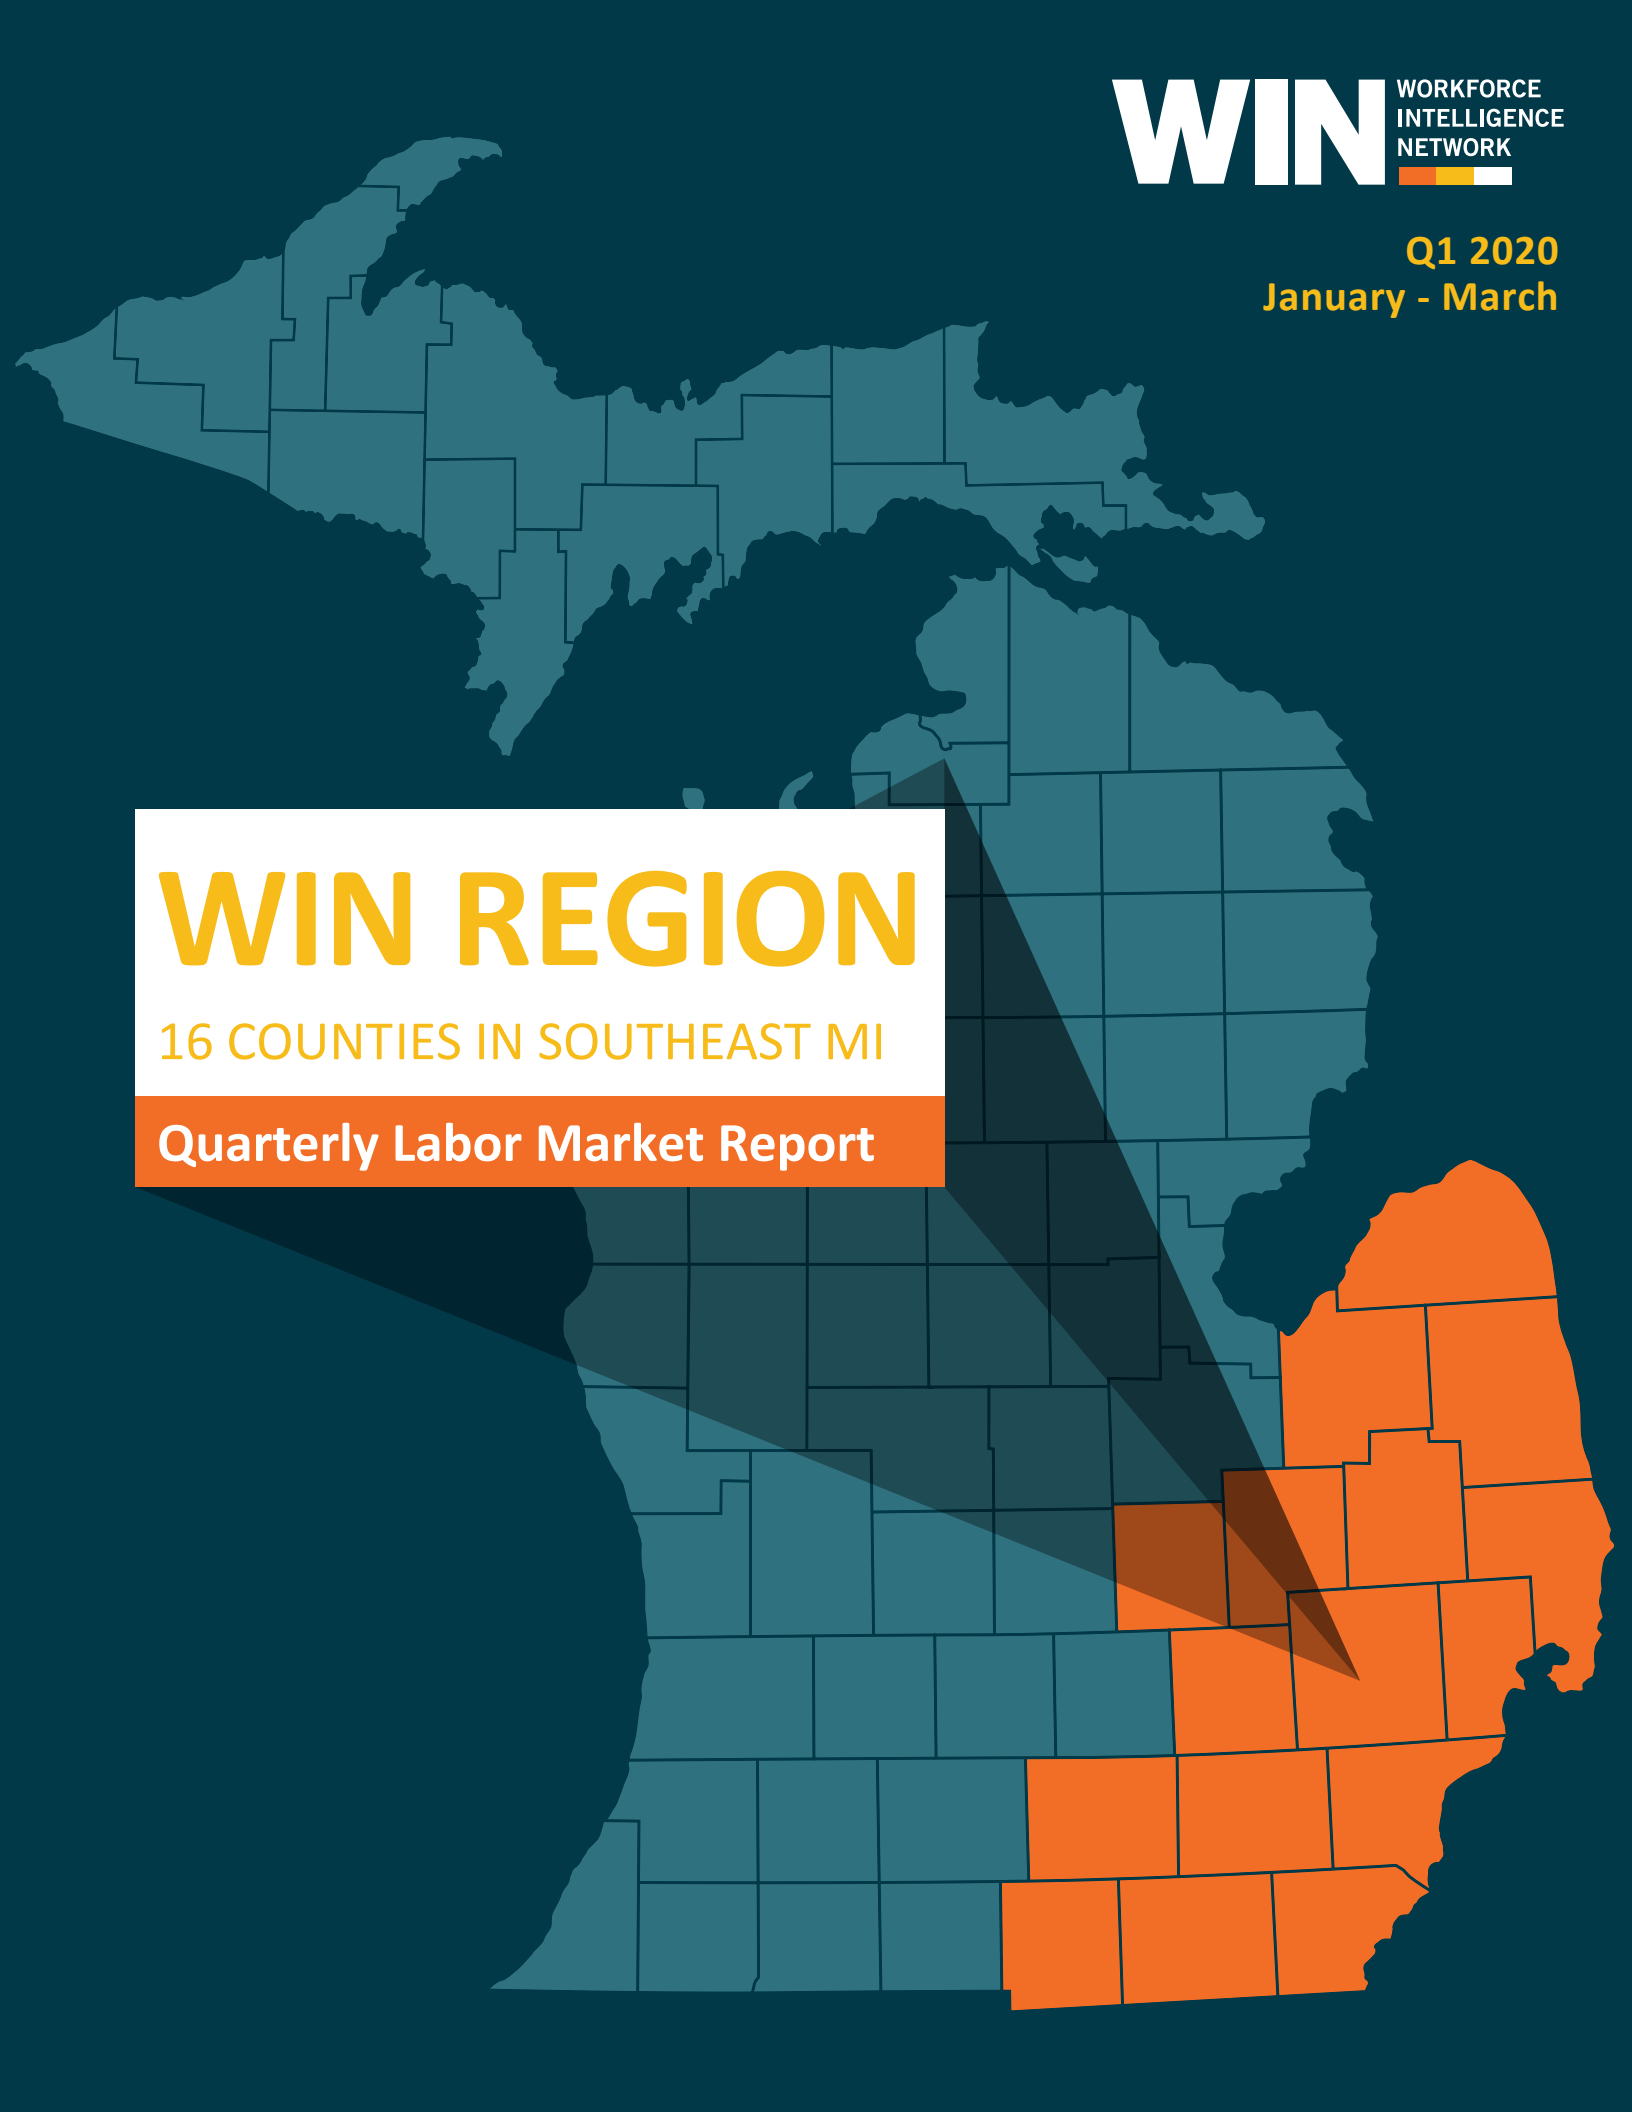 WIN
WORKFORCE
INTELLIGENCE
NETWORK
Q1 2020
January - March
WIN REGION
16 COUNTIES IN SOUTHEAST MI
Quarterly Labor Market Report